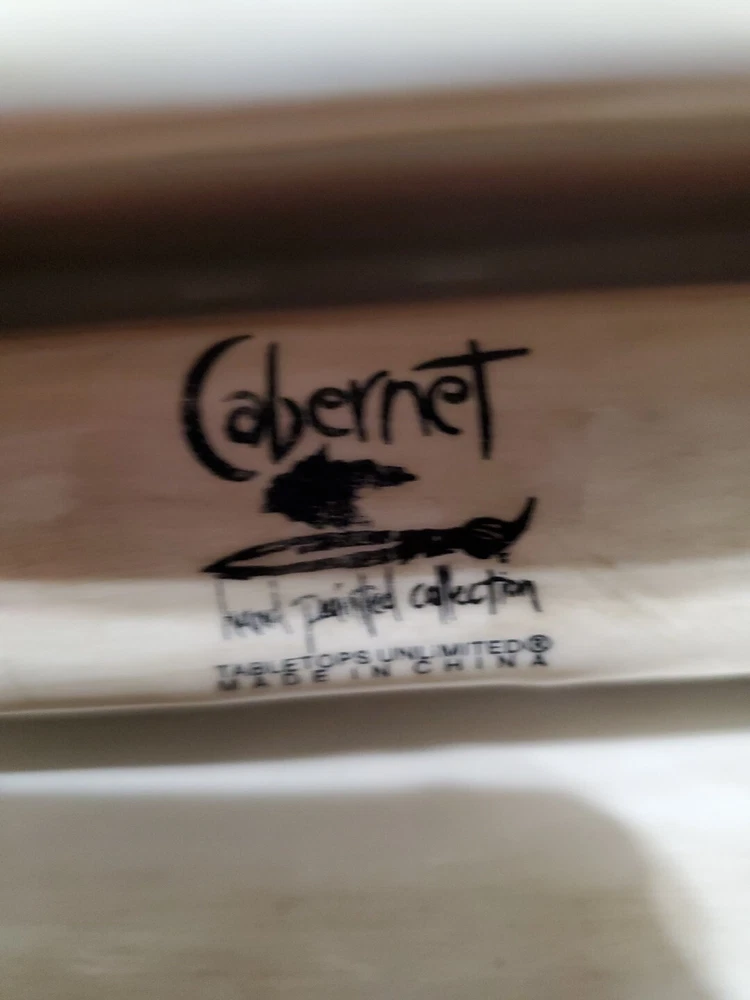 Cabernet
hand painted collection
TABLETOPS UNLIMITED®
MADE IN CHINA